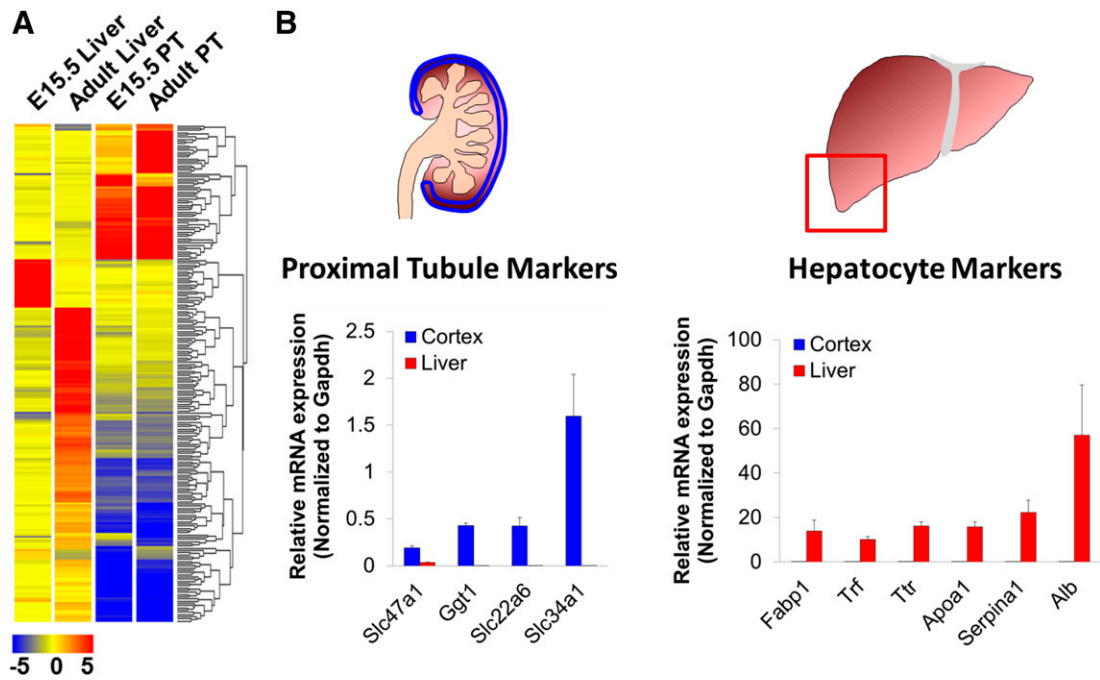 A
B
E15.5 Liver
Adult Liver
E15.5 PT
Adult PT
-5 0 5
Proximal Tubule Markers
Relative mRNA expression
(Normalized to Gapdh)
Cortex
Liver
2.5
2
1.5
1
0.5
0
Slc47a1
Ggt1
Slc22a6
Slc34a1
Hepatocyte Markers
Relative mRNA expression
(Normalized to Gapdh)
Cortex
Liver
100
80
60
40
20
0
Fabp1
Trf
Ttr
Apoa1
Serpina1
Alb